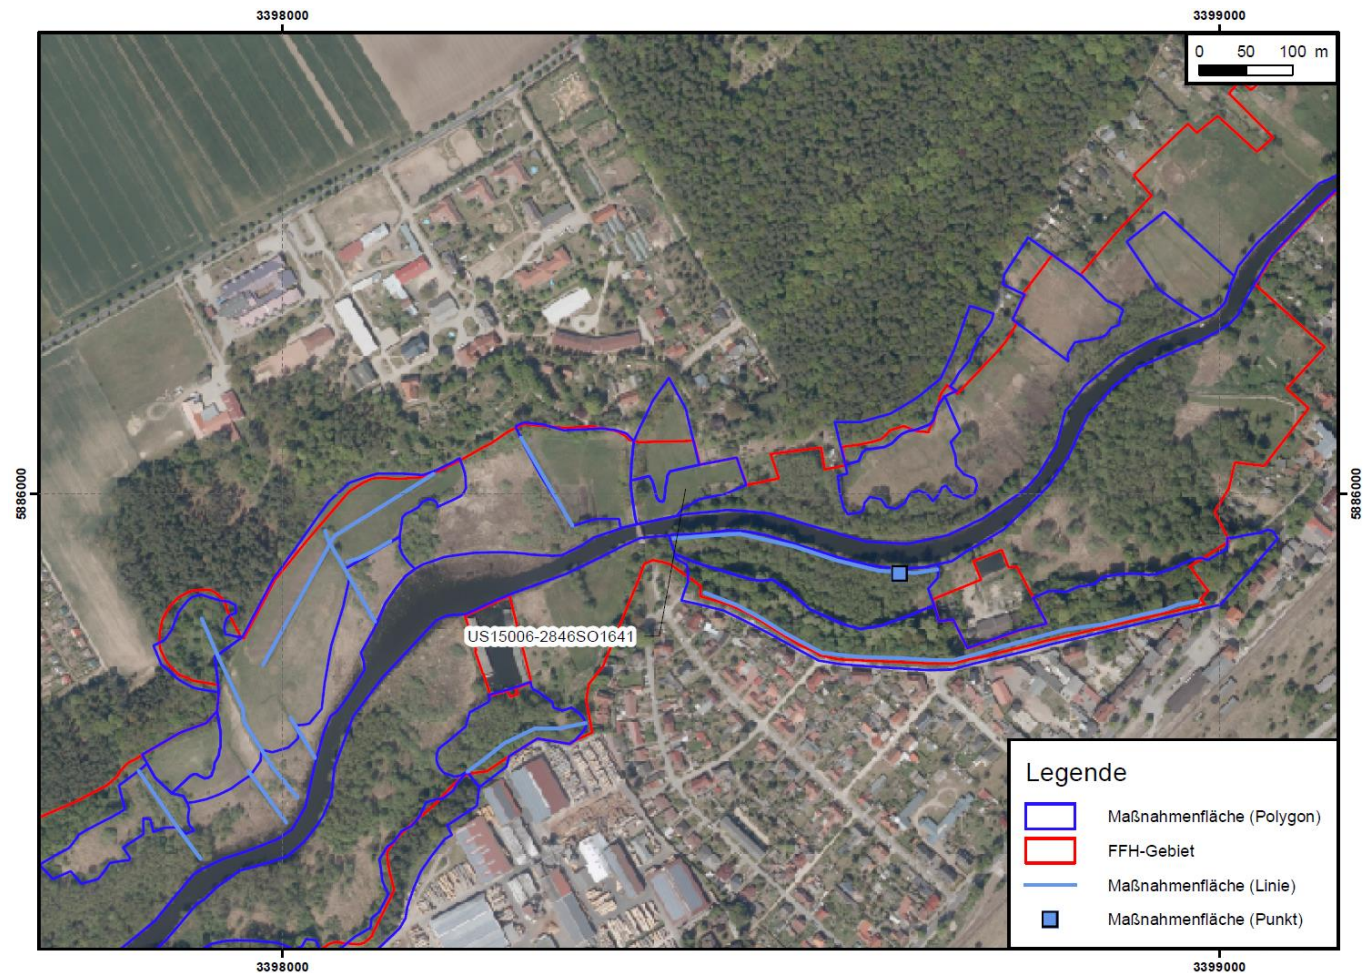 3398000
3399000
0 50 100 m
5886000
5886000
US15006-2846SO1641
Legende
Maßnahmenfläche (Polygon)
FFH-Gebiet
Maßnahmenfläche (Linie)
Maßnahmenfläche (Punkt)
3398000
3399000